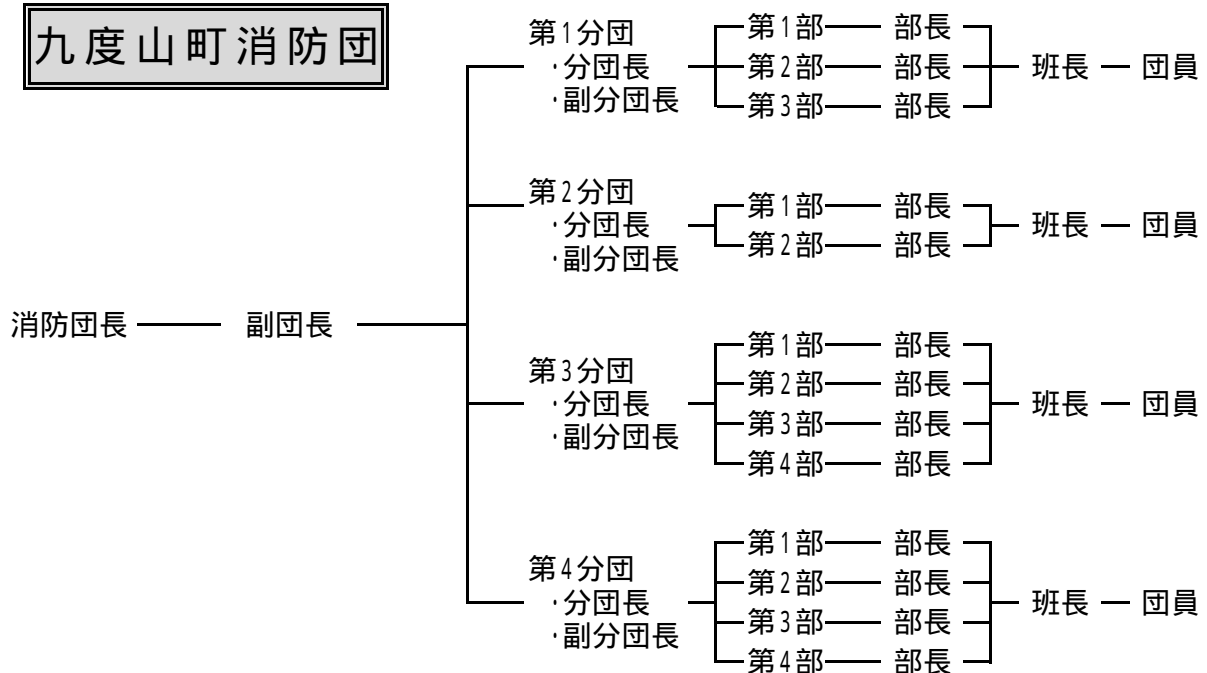 九度山町消防団
第1分団
・分団長
・副分団長
第1部 部長
第2部 部長
第3部 部長
班長 団員
第2分団
・分団長
・副分団長
第1部 部長
第2部 部長
班長 団員
消防団長 副団長
第3分団
・分団長
・副分団長
第1部 部長
第2部 部長
第3部 部長
第4部 部長
班長 団員
第4分団
・分団長
・副分団長
第1部 部長
第2部 部長
第3部 部長
第4部 部長
班長 団員